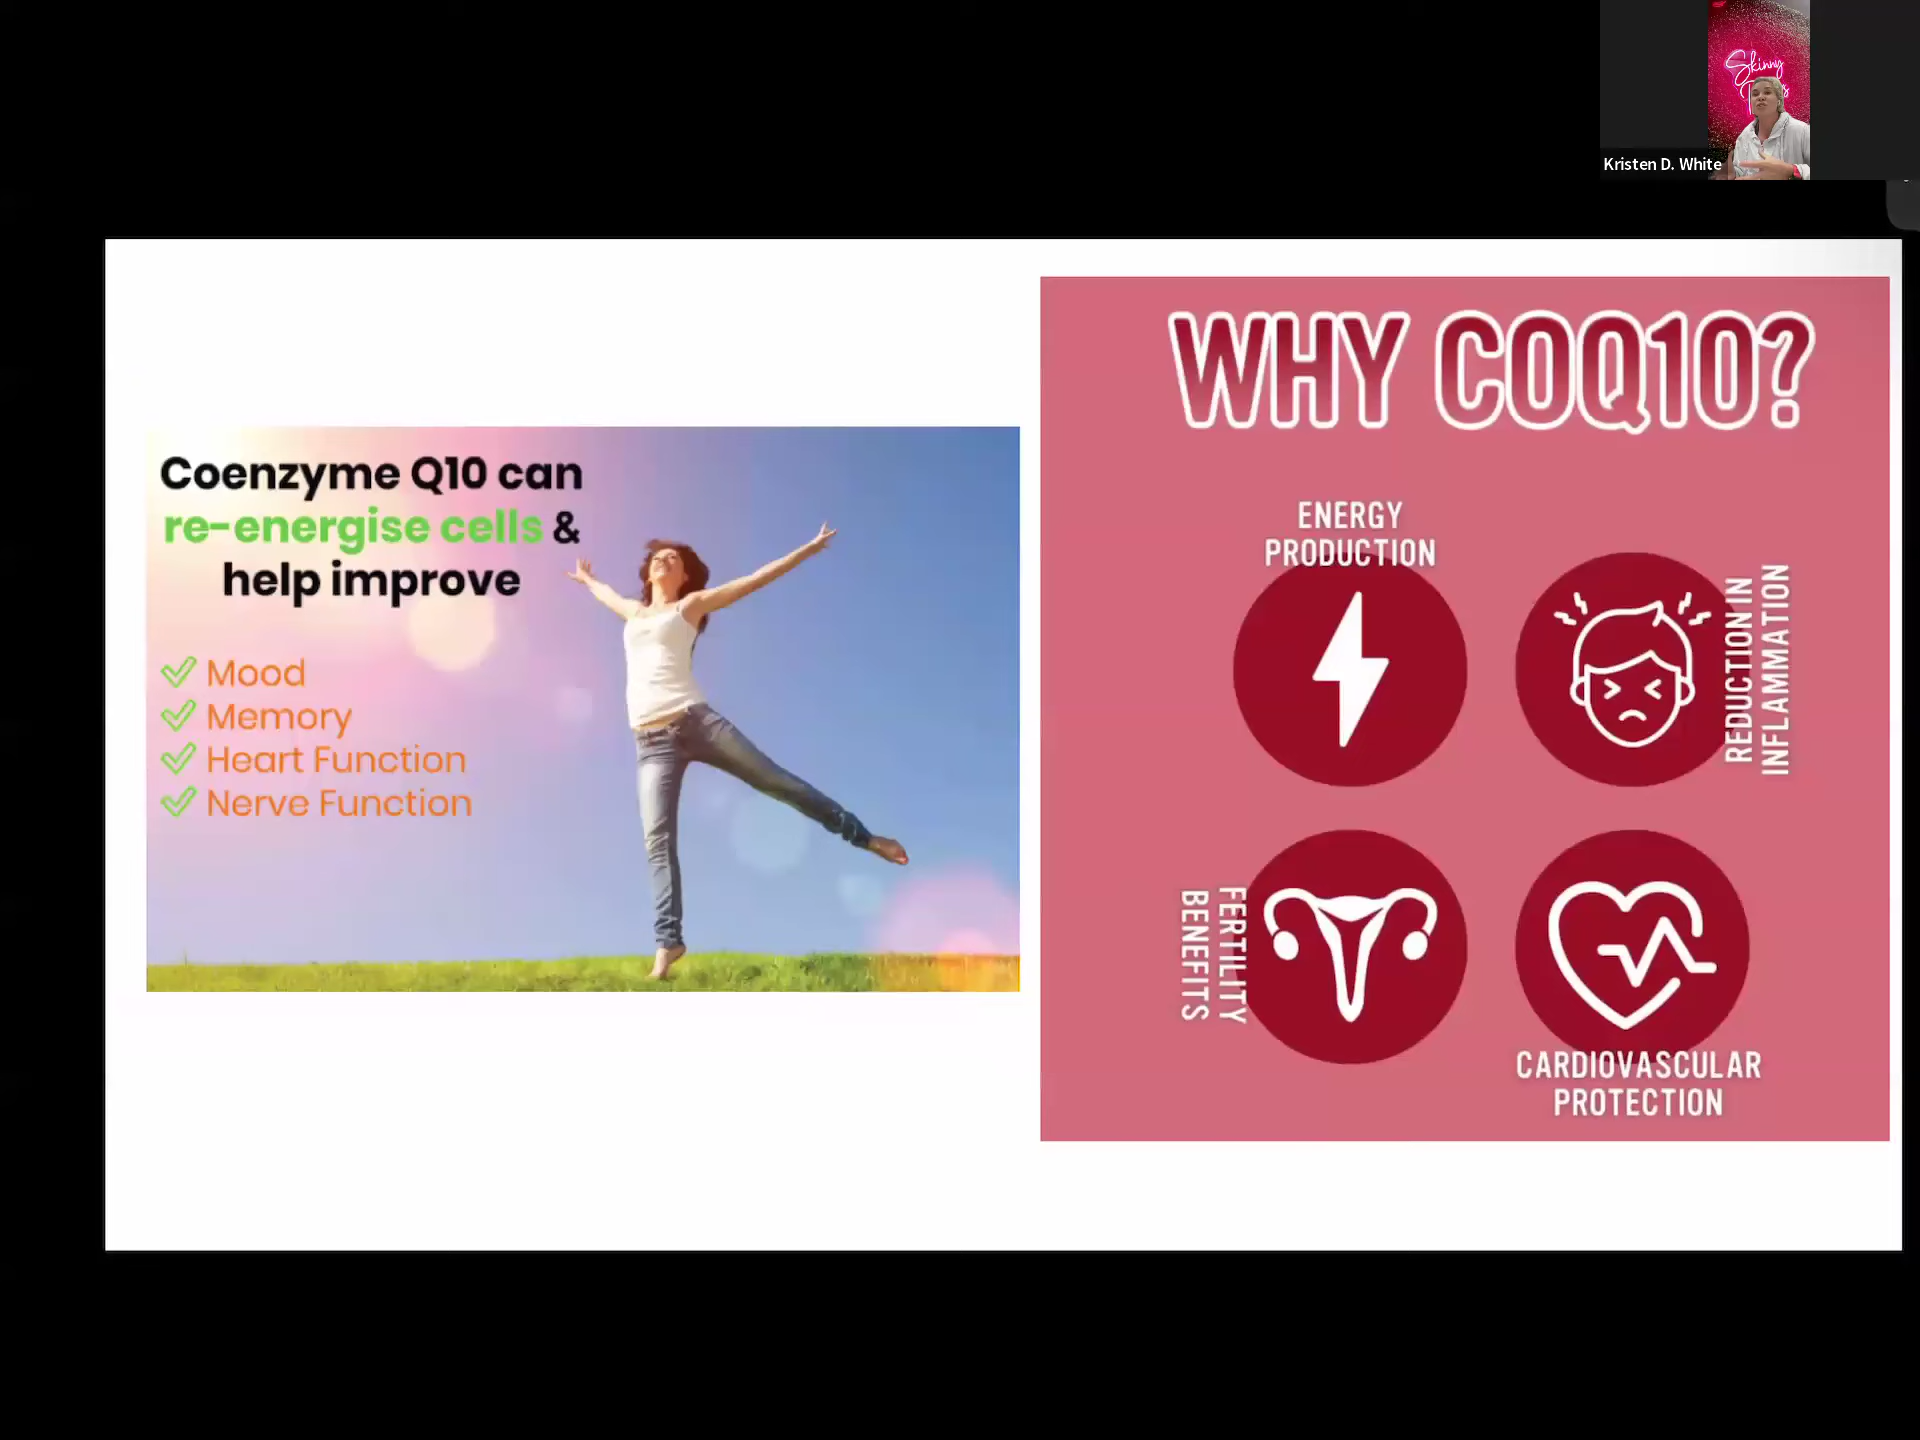 Skinny
Kristen D. White
Coenzyme Q10 can
re-energise cells &
help improve
Mood
Memory
Heart Function
Nerve Function
WHY COQ10?
ENERGY
PRODUCTION
REDUCTION IN
INFLAMMATION
FERTILITY
BENEFITS
CARDIOVASCULAR
PROTECTION